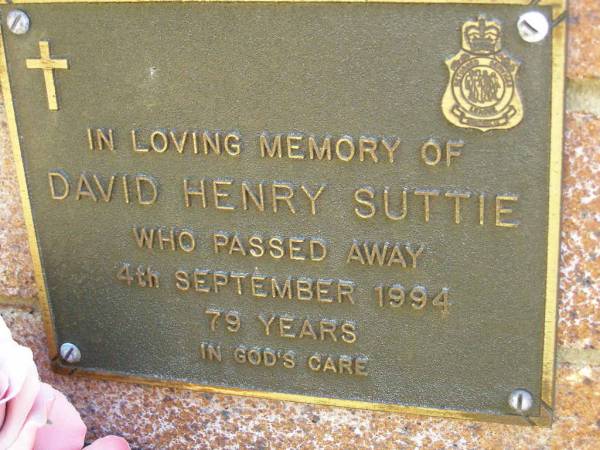 IN LOVING MEMORY OF
DAVID HENRY SUTTIE
WHO PASSED AWAY
4th SEPTEMBER 1994
79 YEARS
IN GOD'S CARE